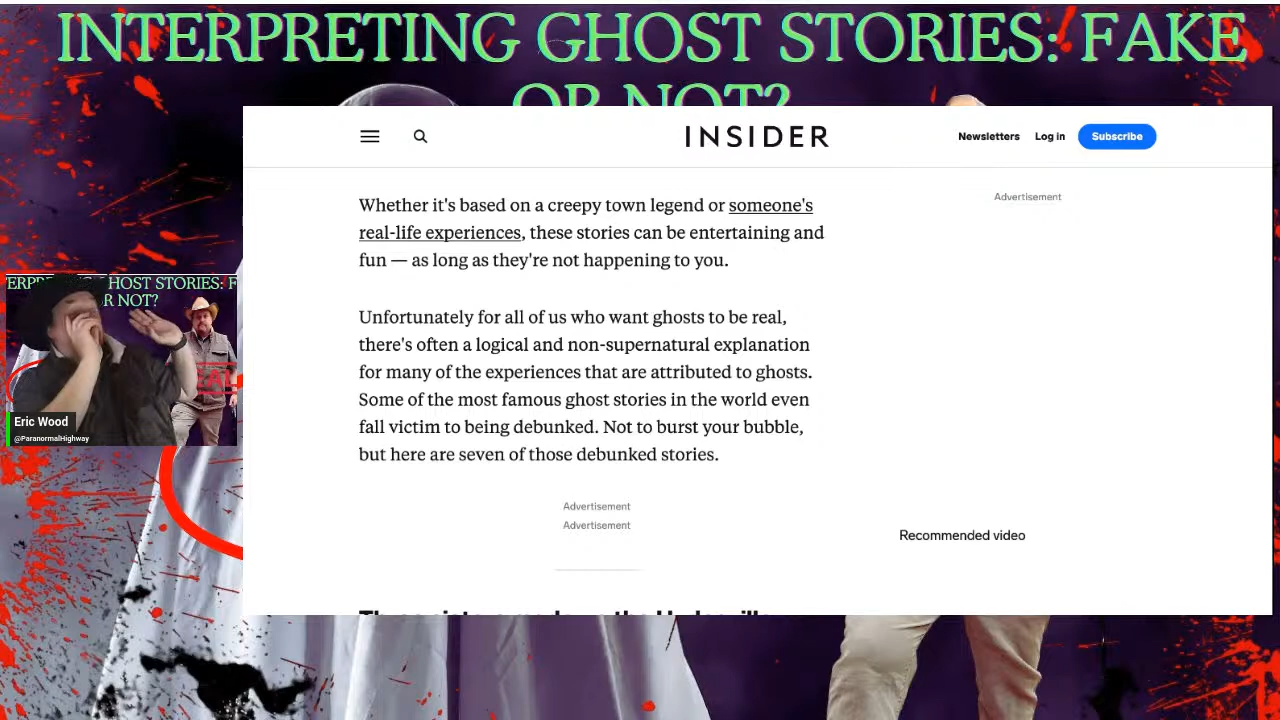 INTERPRETING GHOST STORIES: FAKE
OR NOT?
INSIDER
Newsletters Log in Subscribe
Advertisement
Whether it's based on a creepy town legend or someone's
real-life experiences, these stories can be entertaining and
fun — as long as they're not happening to you.
Unfortunately for all of us who want ghosts to be real,
there's often a logical and non-supernatural explanation
for many of the experiences that are attributed to ghosts.
Some of the most famous ghost stories in the world even
fall victim to being debunked. Not to burst your bubble,
but here are seven of those debunked stories.
Advertisement
Advertisement
Recommended video
HOST STORIES: F
R NOT?
Eric Wood
@ParanormalHighway